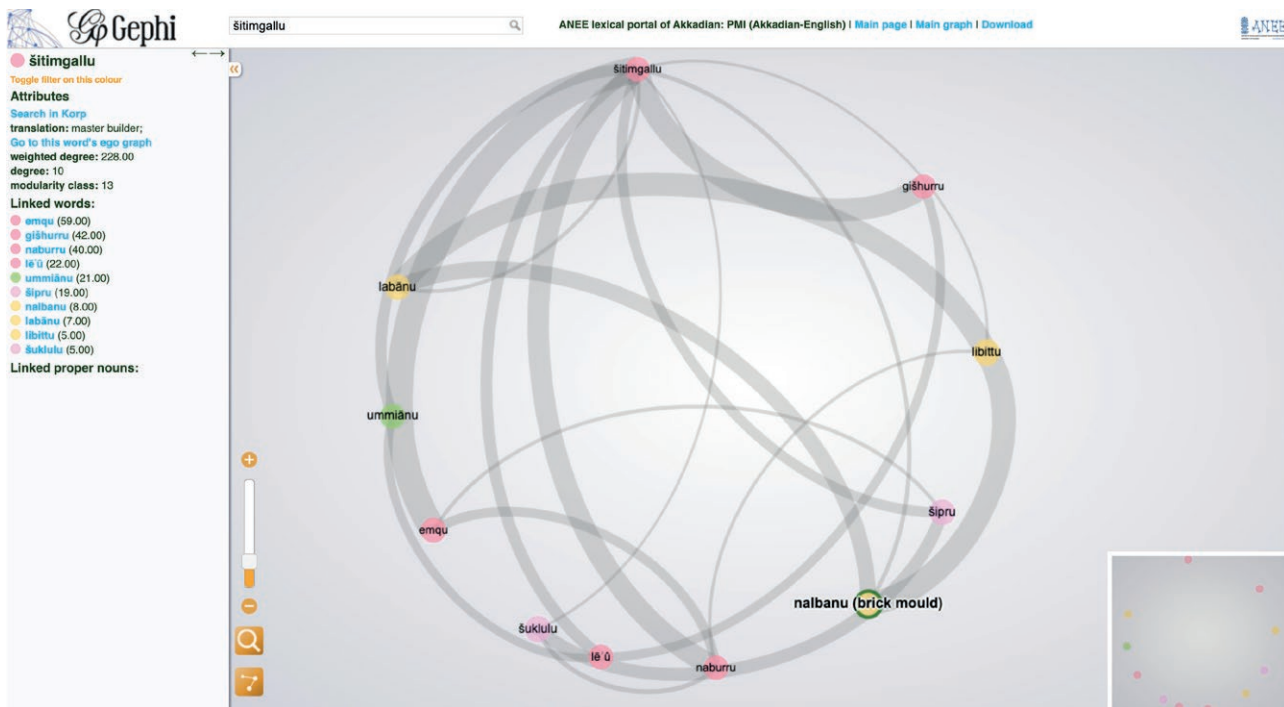 Gephi
šitimgallu
ANEE lexical portal of Akkadian: PMI (Akkadian-English) | Main page | Main graph | Download
ANEE
šitimgallu
Toggle filter on this colour
Attributes
Search in Korp
translation: master builder;
Go to this word's ego graph
weighted degree: 228.00
degree: 10
modularity class: 13
Linked words:
emqu (59.00)
gišhurru (42.00)
naburru (40.00)
lēʾû (22.00)
ummiānu (21.00)
šipru (19.00)
nalbanu (8.00)
labānu (7.00)
libittu (5.00)
šuklulu (5.00)
Linked proper nouns:
šitimgallu
gišhurru
labānu
libittu
ummiānu
šipru
emqu
nalbanu (brick mould)
šuklulu
lēʾû
naburru